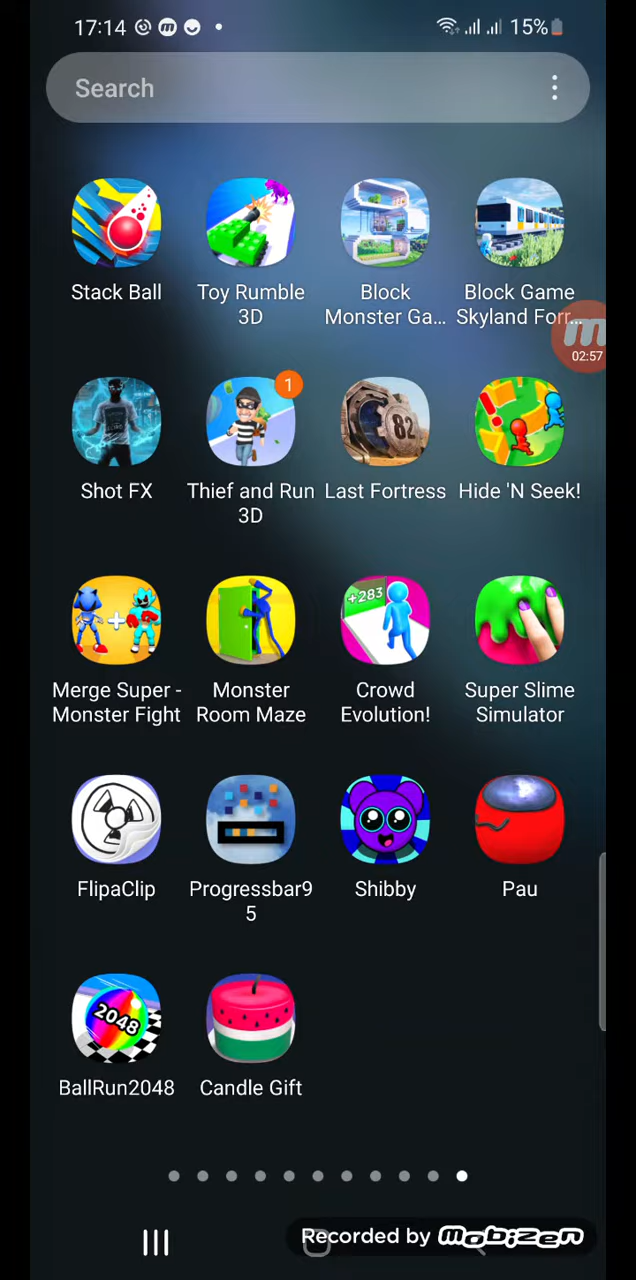 17:14
15%
Search
Stack Ball
Toy Rumble
3D
Block
Monster Ga...
Block Game
Skyland Forr...
m
02:57
Shot FX
1
Thief and Run
3D
82
Last Fortress
Hide 'N Seek!
+283
Merge Super -
Monster Fight
Monster
Room Maze
Crowd
Evolution!
Super Slime
Simulator
FlipaClip
Progressbar9
5
Shibby
Pau
2048
BallRun2048
Candle Gift
Recorded by Mobizen